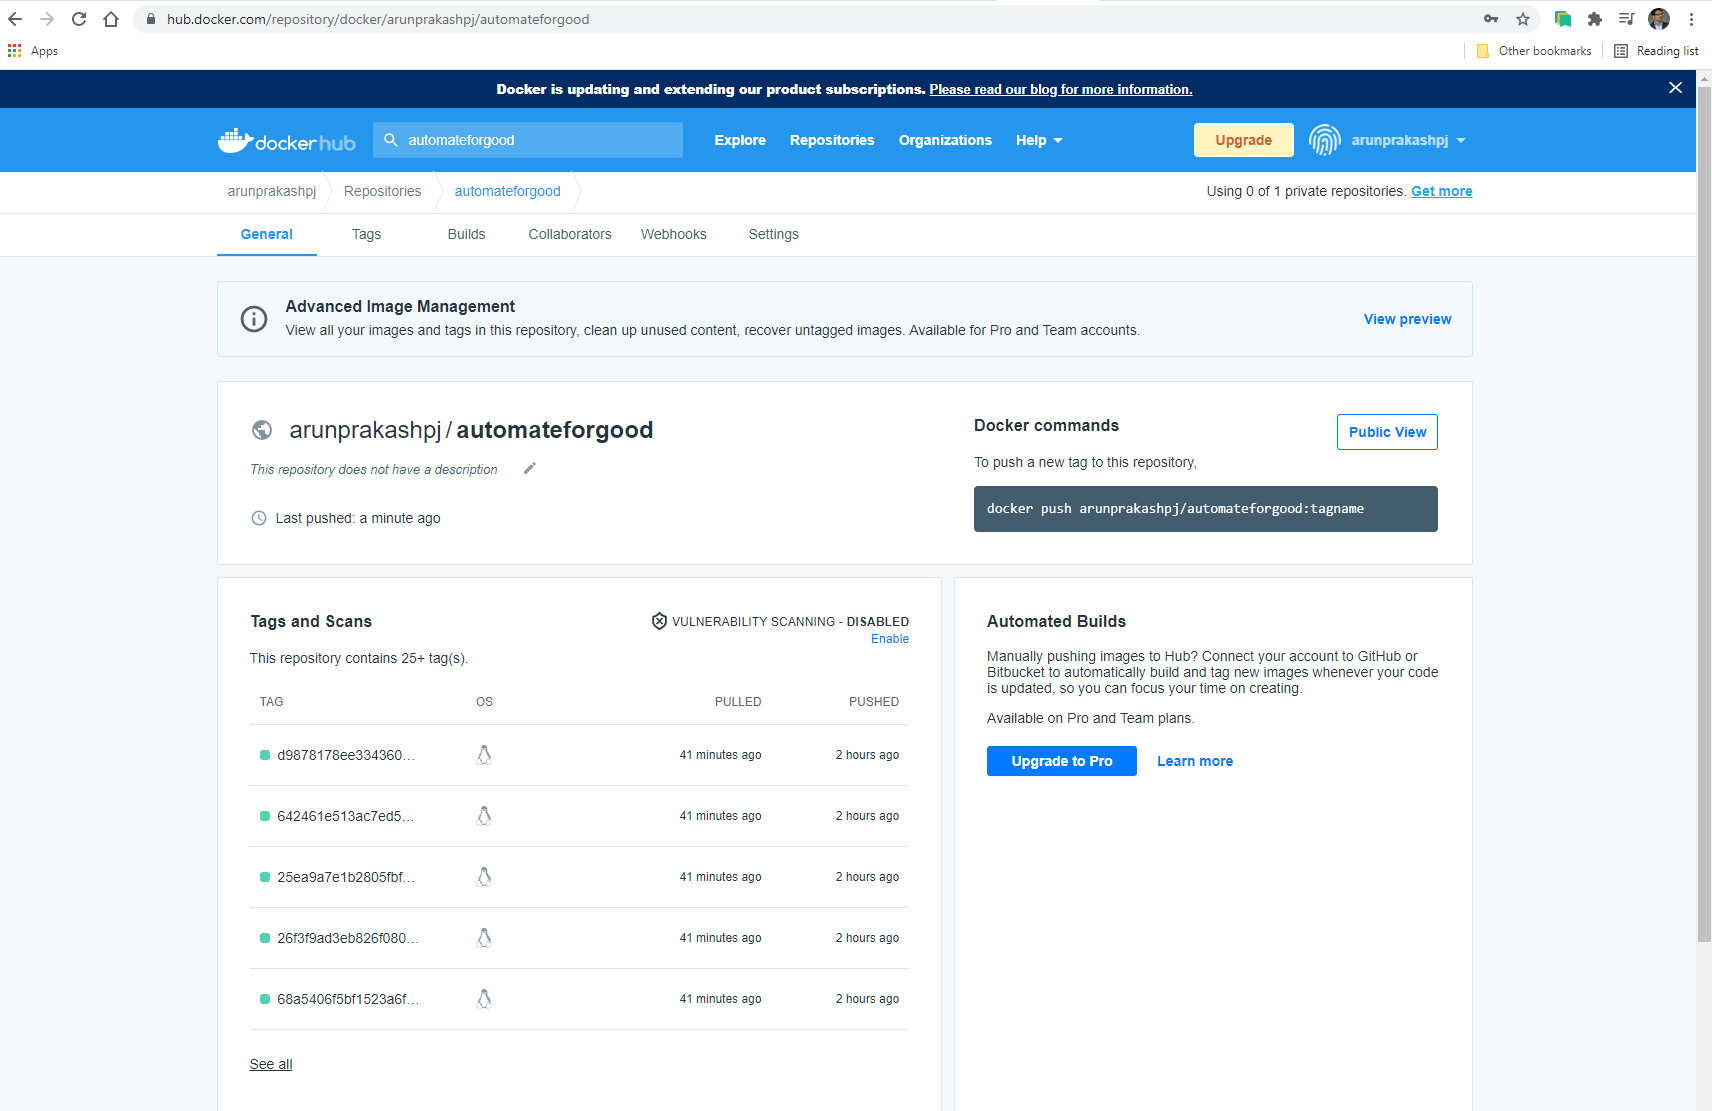 hub.docker.com/repository/docker/arunprakashpj/automateforgood
Apps
Other bookmarks
Reading list
Docker is updating and extending our product subscriptions. Please read our blog for more information.
docker hub
automateforgood
Explore
Repositories
Organizations
Help
Upgrade
arunprakashpj
arunprakashpj
Repositories
automateforgood
Using 0 of 1 private repositories. Get more
General
Tags
Builds
Collaborators
Webhooks
Settings
Advanced Image Management
View all your images and tags in this repository, clean up unused content, recover untagged images. Available for Pro and Team accounts.
View preview
arunprakashpj / automateforgood
This repository does not have a description
Last pushed: a minute ago
Docker commands
Public View
To push a new tag to this repository,
docker push arunprakashpj/automateforgood:tagname
Tags and Scans
VULNERABILITY SCANNING - DISABLED
Enable
This repository contains 25+ tag(s).
TAG OS PULLED PUSHED
d9878178ee334360... 41 minutes ago 2 hours ago
642461e513ac7ed5... 41 minutes ago 2 hours ago
25ea9a7e1b2805fbf... 41 minutes ago 2 hours ago
26f3f9ad3eb826f080... 41 minutes ago 2 hours ago
68a5406f5bf1523a6f... 41 minutes ago 2 hours ago
See all
Automated Builds
Manually pushing images to Hub? Connect your account to GitHub or
Bitbucket to automatically build and tag new images whenever your code
is updated, so you can focus your time on creating.
Available on Pro and Team plans.
Upgrade to Pro
Learn more